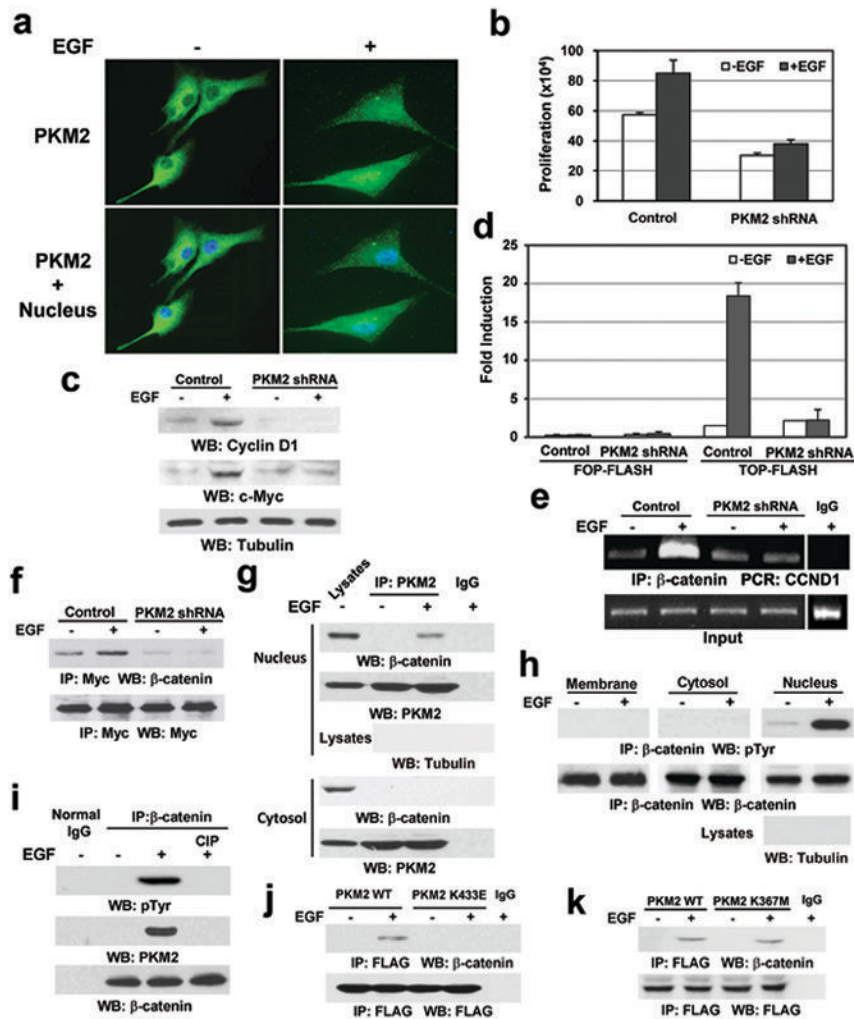 a
EGF - +
PKM2
PKM2
+
Nucleus
b
Proliferation (x10⁴)
100
80
60
40
20
0
-EGF +EGF
Control PKM2 shRNA
c
Control PKM2 shRNA
EGF - + - +
WB: Cyclin D1
WB: c-Myc
WB: Tubulin
d
Fold Induction
25
20
15
10
5
0
-EGF +EGF
Control PKM2 shRNA Control PKM2 shRNA
FOP-FLASH TOP-FLASH
e
Control PKM2 shRNA IgG
EGF - + - + +
IP: β-catenin PCR: CCND1
Input
f
Control PKM2 shRNA
EGF - + - +
IP: Myc WB: β-catenin
IP: Myc WB: Myc
g
Lysates IP: PKM2 IgG
EGF - - + +
Nucleus
WB: β-catenin
WB: PKM2
Lysates
WB: Tubulin
Cytosol
WB: β-catenin
WB: PKM2
h
Membrane Cytosol Nucleus
EGF - + - + - +
IP: β-catenin WB: pTyr
IP: β-catenin WB: β-catenin
Lysates
WB: Tubulin
i
Normal IgG IP:β-catenin
CIP
EGF - - + +
WB: pTyr
WB: PKM2
WB: β-catenin
j
PKM2 WT PKM2 K433E IgG
EGF - + - + +
IP: FLAG WB: β-catenin
IP: FLAG WB: FLAG
k
PKM2 WT PKM2 K367M IgG
EGF - + - + +
IP: FLAG WB: β-catenin
IP: FLAG WB: FLAG